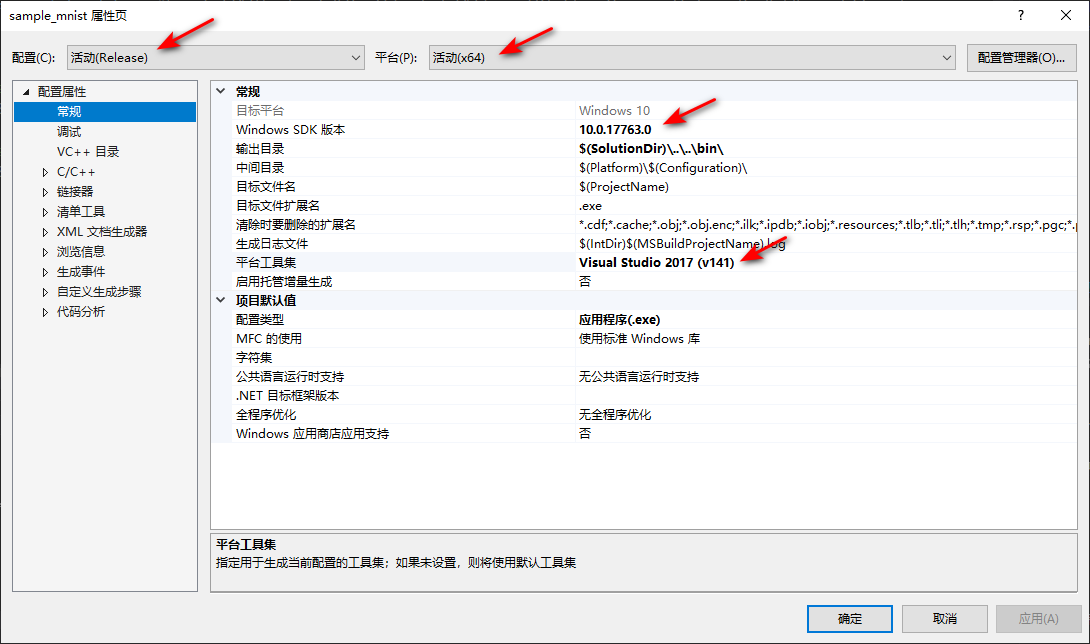 sample_mnist 属性页
?
配置(C): 活动(Release) 平台(P): 活动(x64) 配置管理器(O)...
配置属性
常规
调试
VC++ 目录
C/C++
链接器
清单工具
XML 文档生成器
浏览信息
生成事件
自定义生成步骤
代码分析
常规
目标平台 Windows 10
Windows SDK 版本 10.0.17763.0
输出目录 $(SolutionDir)\..\..\bin\
中间目录 $(Platform)\$(Configuration)\
目标文件名 $(ProjectName)
目标文件扩展名 .exe
清除时要删除的扩展名 *.cdf;*.cache;*.obj;*.obj.enc;*.ilk;*.ipdb;*.iobj;*.resources;*.tlb;*.tli;*.tlh;*.tmp;*.rsp;*.pgc;*.p
生成日志文件 $(IntDir)$(MSBuildProjectName).log
平台工具集 Visual Studio 2017 (v141)
启用托管增量生成 否
项目默认值
配置类型 应用程序(.exe)
MFC 的使用 使用标准 Windows 库
字符集
公共语言运行时支持 无公共语言运行时支持
.NET 目标框架版本
全程序优化 无全程序优化
Windows 应用商店应用支持 否
平台工具集
指定用于生成当前配置的工具集；如果未设置，则将使用默认工具集
确定 取消 应用(A)